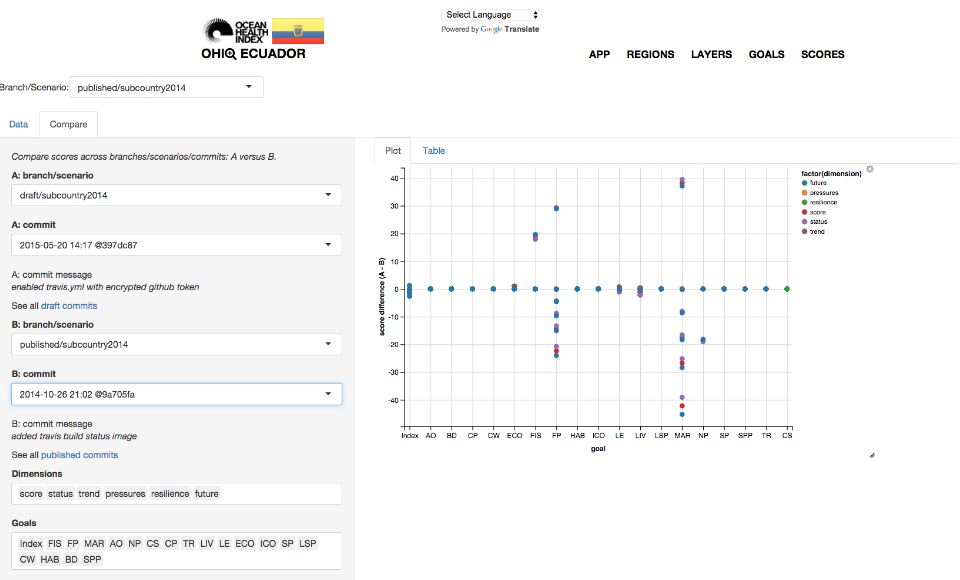 Select Language
OCEAN
HEALTH
INDEX
Powered by Google Translate
OHI ECUADOR
APP REGIONS LAYERS GOALS SCORES
Branch/Scenario: published/subcountry2014
Data Compare
Plot Table
Compare scores across branches/scenarios/commits: A versus B.
A: branch/scenario
draft/subcountry2014
A: commit
2015-05-20 14:17 @397dc87
A: commit message
enabled travis.yml with encrypted github token
See all draft commits
B: branch/scenario
published/subcountry2014
B: commit
2014-10-26 21:02 @9a705fa
B: commit message
added travis build status image
See all published commits
Dimensions
score status trend pressures resilience future
Goals
Index FIS FP MAR AO NP CS CP TR LIV LE ECO ICO SP LSP
CW HAB BD SPP
score difference (A - B)
40
30
20
10
0
-10
-20
-30
-40
Index AO BD CP CW ECO FIS FP HAB ICO LE LIV LSP MAR NP SP SPP TR CS
goal
factor(dimension)
future
pressures
resilience
score
status
trend